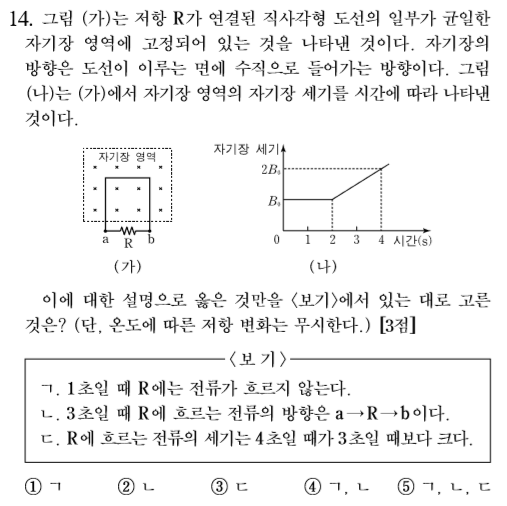 14. 그림 (가)는 저항 R가 연결된 직사각형 도선의 일부가 균일한
자기장 영역에 고정되어 있는 것을 나타낸 것이다. 자기장의
방향은 도선이 이루는 면에 수직으로 들어가는 방향이다. 그림
(나)는 (가)에서 자기장 영역의 자기장 세기를 시간에 따라 나타낸
것이다.
자기장 영역
a R b
(가)
자기장 세기
2B₀
B₀
0 1 2 3 4 시간(s)
(나)
이에 대한 설명으로 옳은 것만을 〈보기〉에서 있는 대로 고른
것은? (단, 온도에 따른 저항 변화는 무시한다.) [3점]
〈보 기〉
ㄱ. 1초일 때 R에는 전류가 흐르지 않는다.
ㄴ. 3초일 때 R에 흐르는 전류의 방향은 a→R→b이다.
ㄷ. R에 흐르는 전류의 세기는 4초일 때가 3초일 때보다 크다.
① ㄱ ② ㄴ ③ ㄷ ④ ㄱ, ㄴ ⑤ ㄱ, ㄴ, ㄷ